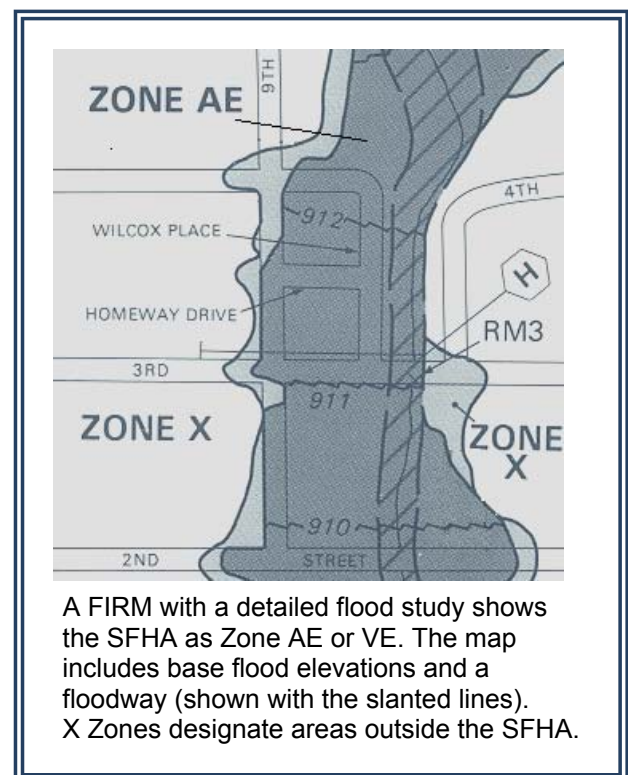 9TH
ZONE AE
4TH
912
WILCOX PLACE
H
HOMEWAY DRIVE
RM3
3RD
911
ZONE X
ZONE
X
910
2ND STREET
A FIRM with a detailed flood study shows
the SFHA as Zone AE or VE. The map
includes base flood elevations and a
floodway (shown with the slanted lines).
X Zones designate areas outside the SFHA.